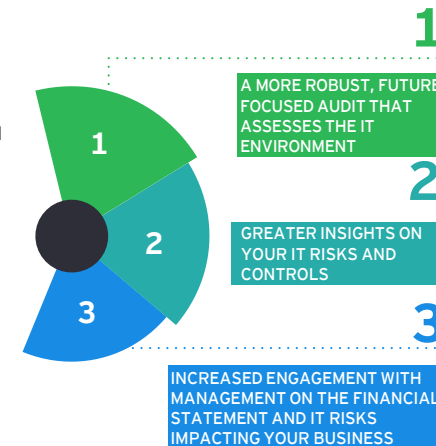 1
A MORE ROBUST, FUTURE
FOCUSED AUDIT THAT
ASSESSES THE IT
ENVIRONMENT
1
2
GREATER INSIGHTS ON
YOUR IT RISKS AND
CONTROLS
2
3
3
INCREASED ENGAGEMENT WITH
MANAGEMENT ON THE FINANCIAL
STATEMENT AND IT RISKS
IMPACTING YOUR BUSINESS